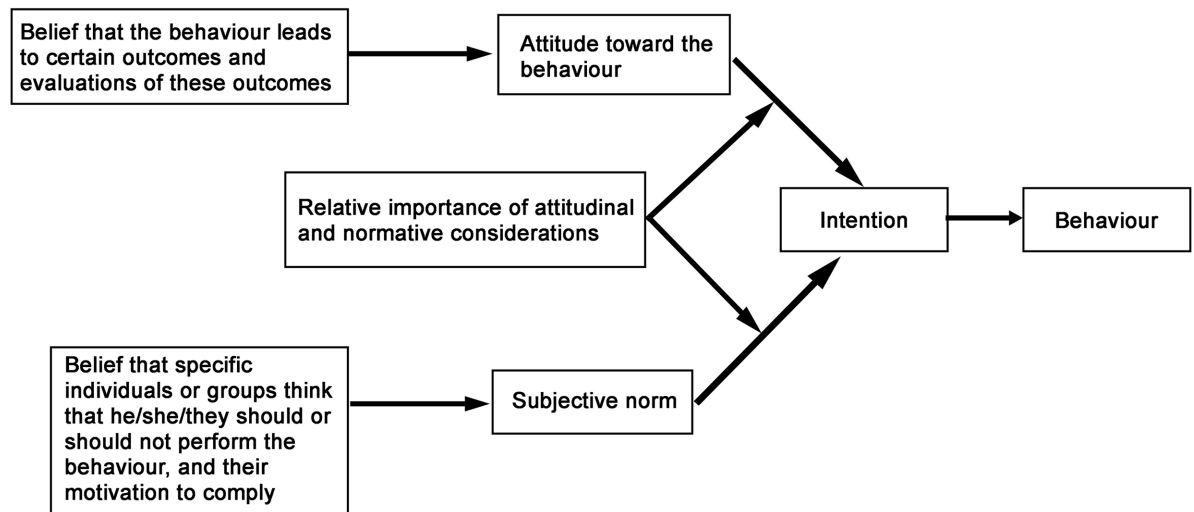 Belief that the behaviour leads
to certain outcomes and
evaluations of these outcomes
Attitude toward the
behaviour
Relative importance of attitudinal
and normative considerations
Intention
Behaviour
Belief that specific
individuals or groups think
that he/she/they should or
should not perform the
behaviour, and their
motivation to comply
Subjective norm